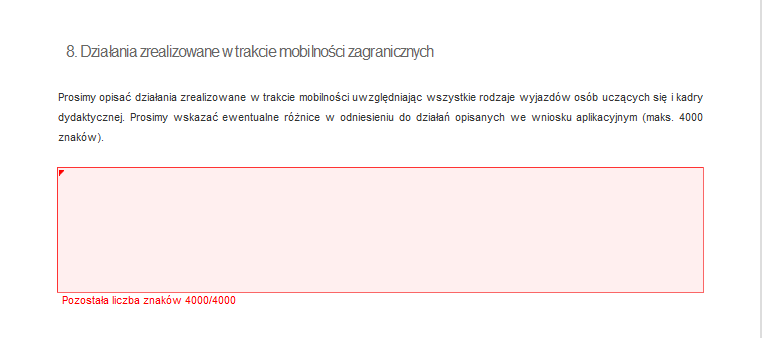 8. Działania zrealizowane w trakcie mobilności zagranicznych
Prosimy opisać działania zrealizowane w trakcie mobilności uwzględniając wszystkie rodzaje wyjazdów osób uczących się i kadry
dydaktycznej. Prosimy wskazać ewentualne różnice w odniesieniu do działań opisanych we wniosku aplikacyjnym (maks. 4000
znaków).
Pozostała liczba znaków 4000/4000